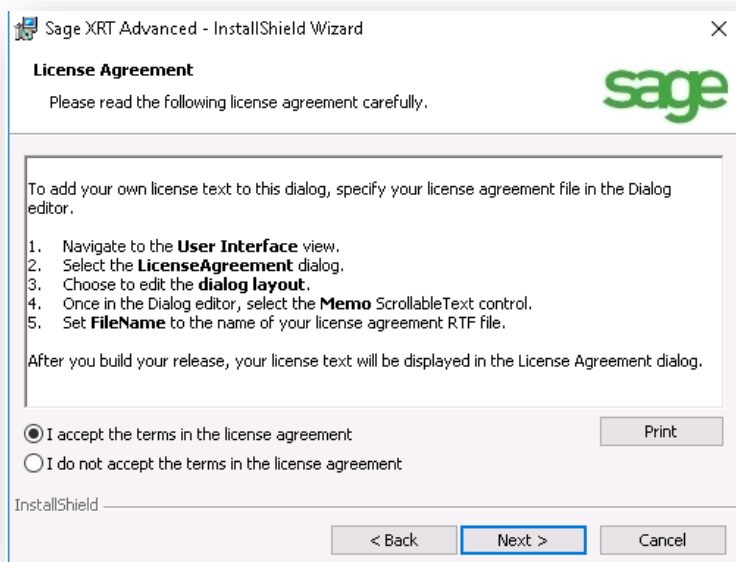 Sage XRT Advanced - InstallShield Wizard
License Agreement
Please read the following license agreement carefully.
sage
To add your own license text to this dialog, specify your license agreement file in the Dialog
editor.
1. Navigate to the User Interface view.
2. Select the LicenseAgreement dialog.
3. Choose to edit the dialog layout.
4. Once in the Dialog editor, select the Memo ScrollableText control.
5. Set FileName to the name of your license agreement RTF file.
After you build your release, your license text will be displayed in the License Agreement dialog.
I accept the terms in the license agreement
Print
I do not accept the terms in the license agreement
InstallShield
< Back
Next >
Cancel